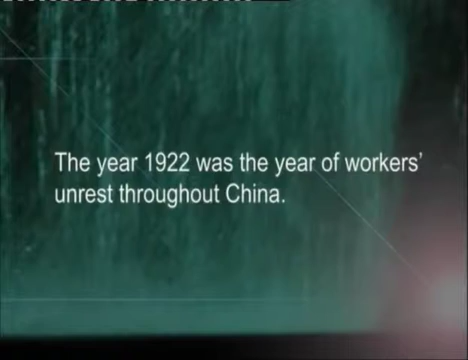 The year 1922 was the year of workers'
unrest throughout China.